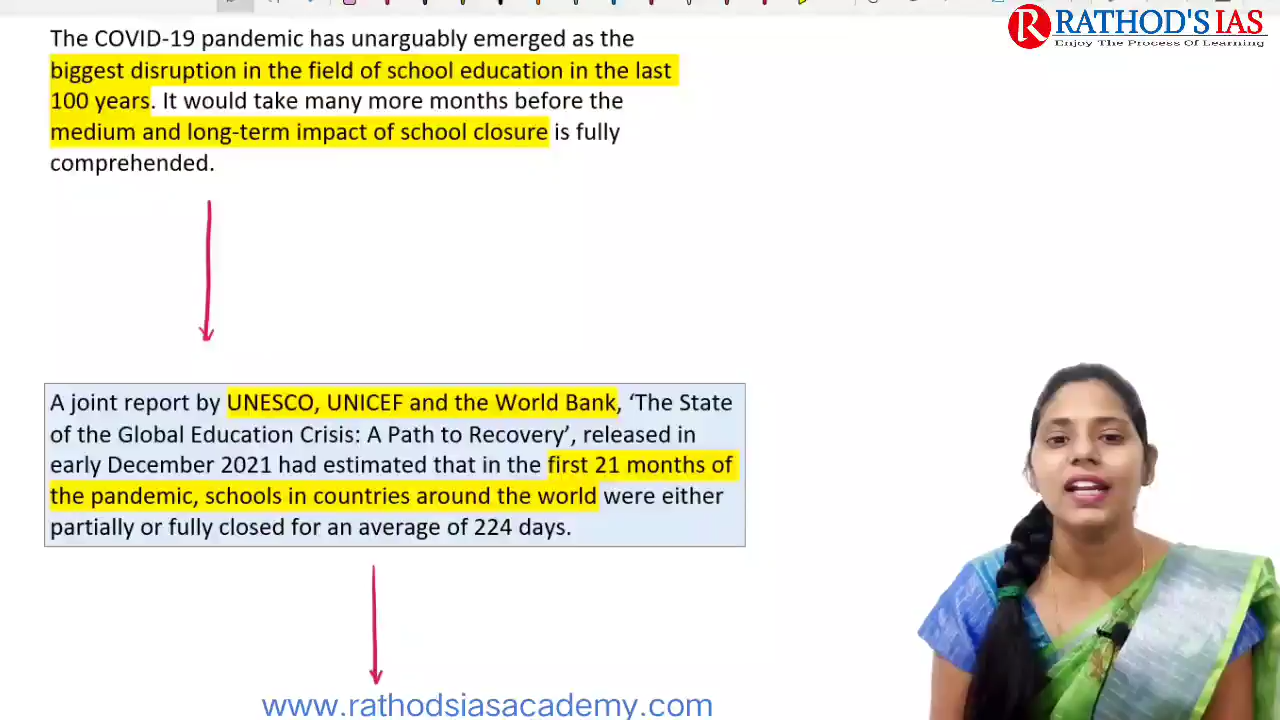 RATHOD'S IAS
Enjoy The Process Of Learning
The COVID-19 pandemic has unarguably emerged as the
biggest disruption in the field of school education in the last
100 years. It would take many more months before the
medium and long-term impact of school closure is fully
comprehended.
A joint report by UNESCO, UNICEF and the World Bank, ‘The State
of the Global Education Crisis: A Path to Recovery’, released in
early December 2021 had estimated that in the first 21 months of
the pandemic, schools in countries around the world were either
partially or fully closed for an average of 224 days.
www.rathodsiasacademy.com